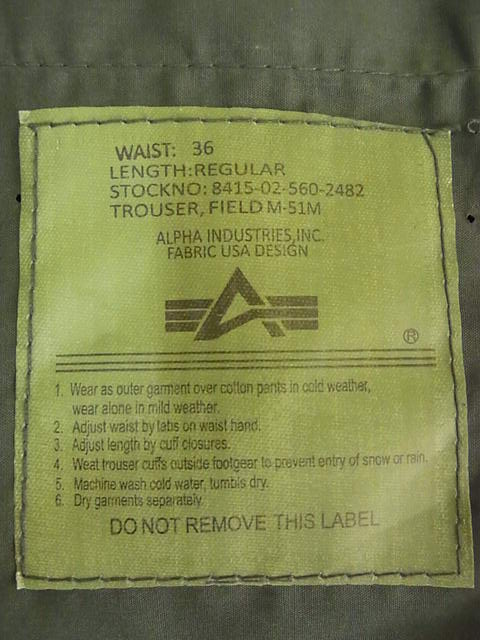 WAIST: 36
LENGTH:REGULAR
STOCKNO: 8415-02-560-2482
TROUSER, FIELD M-51M
ALPHA INDUSTRIES,INC.
FABRIC USA DESIGN
®
1. Wear as outer garment over cotton pants in cold weather,
wear alone in mild weather.
2. Adjust waist by tabs on waist hand.
3. Adjust length by cuff closures.
4. Weat trouser cuffs outside footgear to prevent entry of snow or rain.
5. Machine wash cold water, tumbis dry.
6. Dry garments separately.
DO NOT REMOVE THIS LABEL